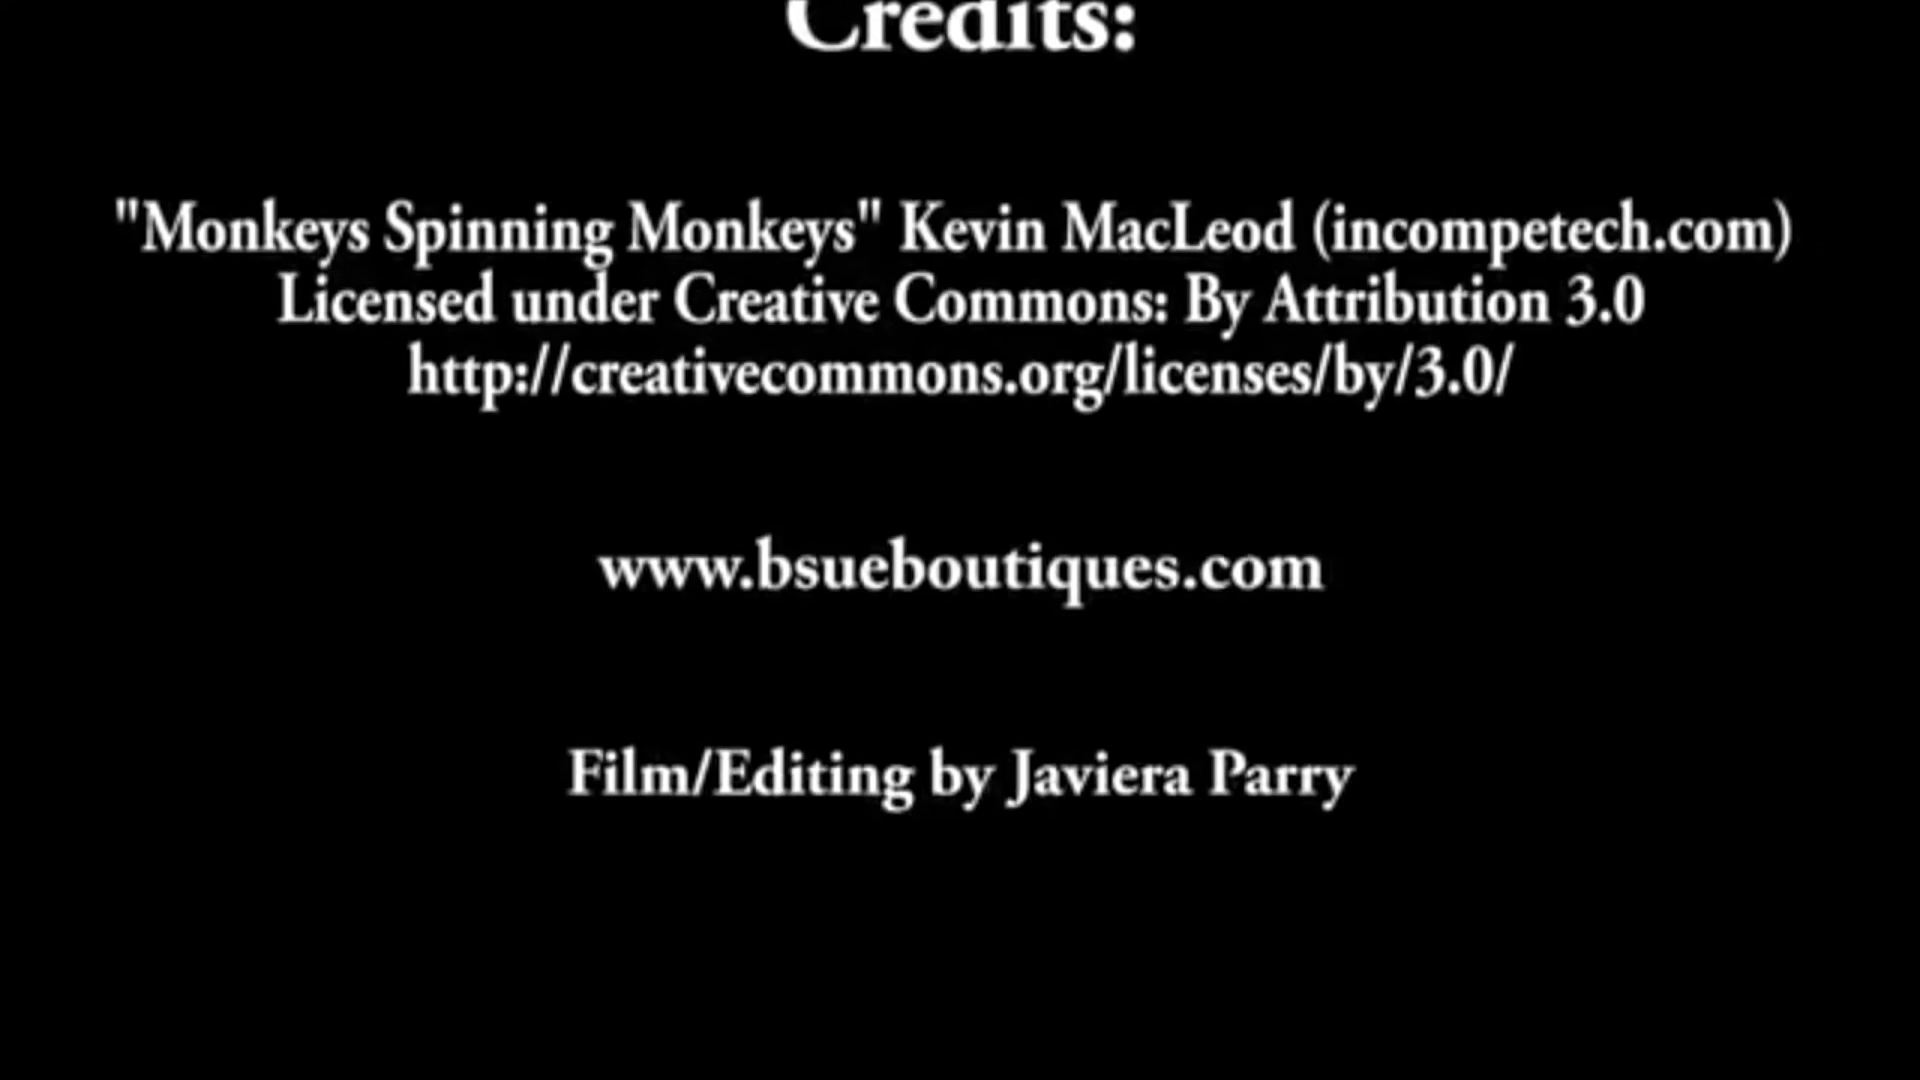 Credits:
"Monkeys Spinning Monkeys" Kevin MacLeod (incompetech.com)
Licensed under Creative Commons: By Attribution 3.0
http://creativecommons.org/licenses/by/3.0/
www.bsueboutiques.com
Film/Editing by Javiera Parry